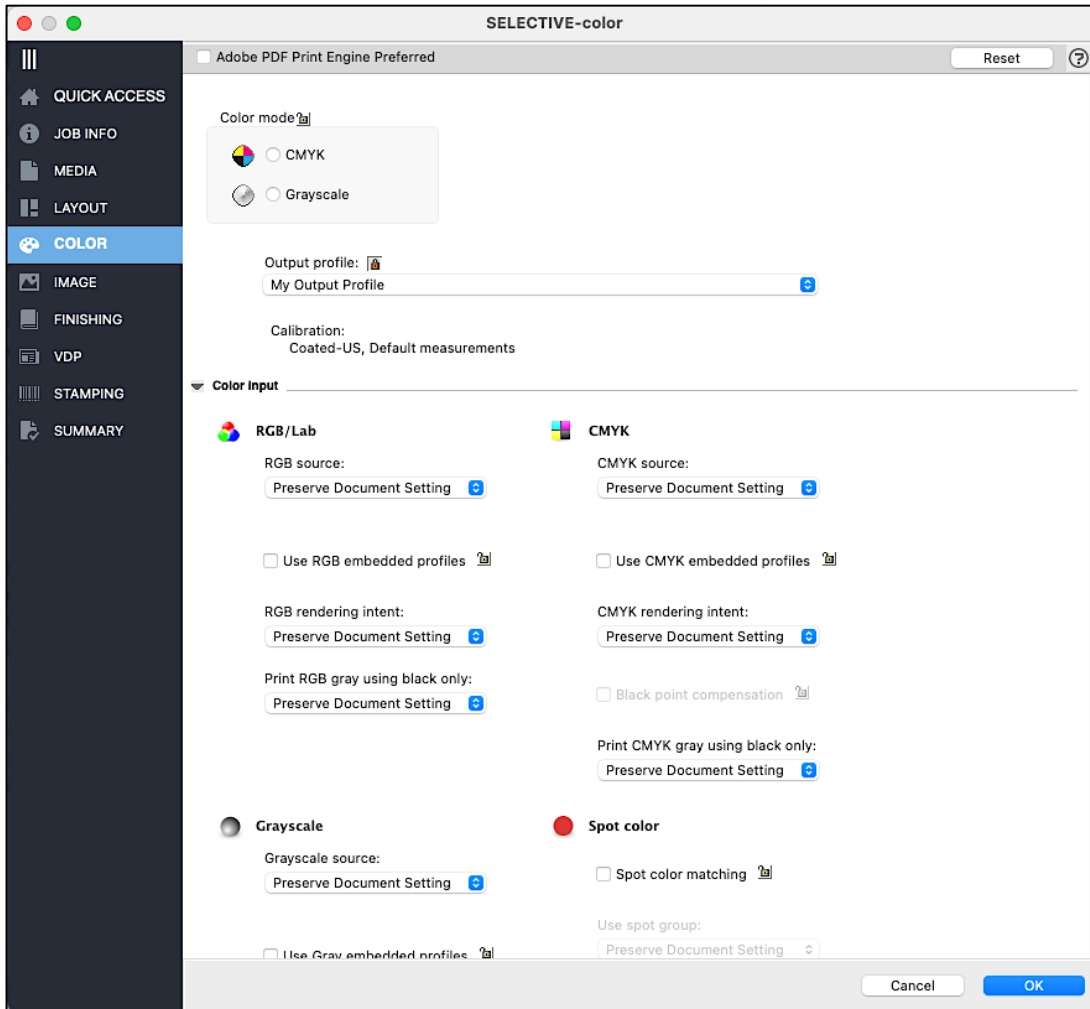 SELECTIVE-color
Adobe PDF Print Engine Preferred
Reset
?
QUICK ACCESS
JOB INFO
MEDIA
LAYOUT
COLOR
IMAGE
FINISHING
VDP
STAMPING
SUMMARY
Color mode
CMYK
Grayscale
Output profile:
My Output Profile
Calibration:
Coated-US, Default measurements
Color input
RGB/Lab
RGB source:
Preserve Document Setting
Use RGB embedded profiles
RGB rendering intent:
Preserve Document Setting
Print RGB gray using black only:
Preserve Document Setting
CMYK
CMYK source:
Preserve Document Setting
Use CMYK embedded profiles
CMYK rendering intent:
Preserve Document Setting
Black point compensation
Print CMYK gray using black only:
Preserve Document Setting
Grayscale
Grayscale source:
Preserve Document Setting
Use Gray embedded profiles
Spot color
Spot color matching
Use spot group:
Preserve Document Setting
Cancel
OK